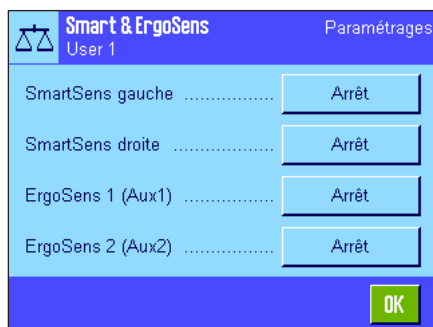 Smart & ErgoSens Paramétrages
User 1
SmartSens gauche ................ Arrêt
SmartSens droite ................. Arrêt
ErgoSens 1 (Aux1) ................ Arrêt
ErgoSens 2 (Aux2) ................ Arrêt
OK